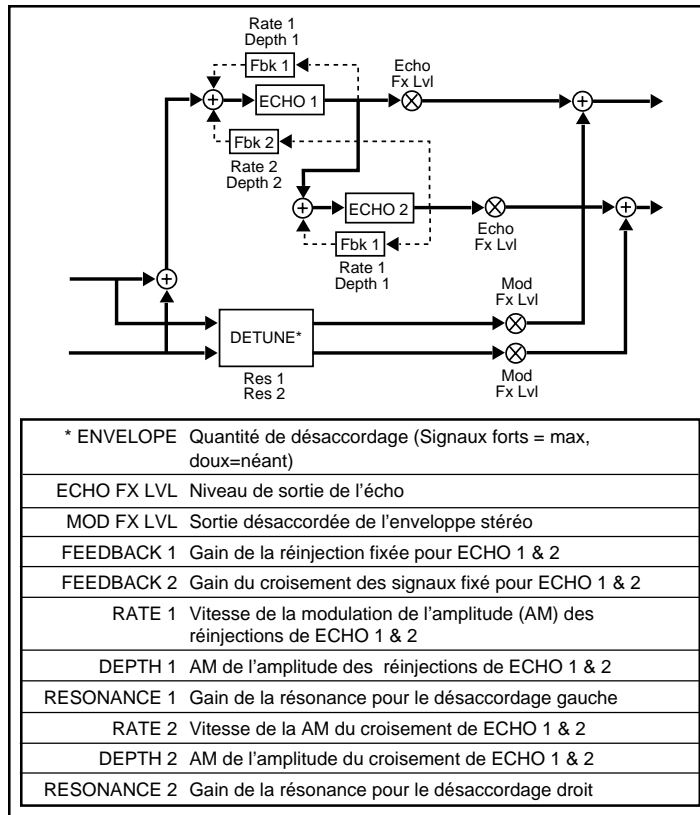 Rate 1
Depth 1
Fbk 1
Echo
Fx Lvl
ECHO 1
Fbk 2
Rate 2
Depth 2
ECHO 2
Echo
Fx Lvl
Fbk 1
Rate 1
Depth 1
Mod
Fx Lvl
DETUNE*
Mod
Fx Lvl
Res 1
Res 2
* ENVELOPE Quantité de désaccordage (Signaux forts = max,
doux=néant)
ECHO FX LVL Niveau de sortie de l’écho
MOD FX LVL Sortie désaccordée de l’enveloppe stéréo
FEEDBACK 1 Gain de la réinjection fixée pour ECHO 1 & 2
FEEDBACK 2 Gain du croisement des signaux fixé pour ECHO 1 & 2
RATE 1 Vitesse de la modulation de l’amplitude (AM) des
réinjections de ECHO 1 & 2
DEPTH 1 AM de l’amplitude des réinjections de ECHO 1 & 2
RESONANCE 1 Gain de la résonance pour le désaccordage gauche
RATE 2 Vitesse de la AM du croisement de ECHO 1 & 2
DEPTH 2 AM de l’amplitude du croisement de ECHO 1 & 2
RESONANCE 2 Gain de la résonance pour le désaccordage droit